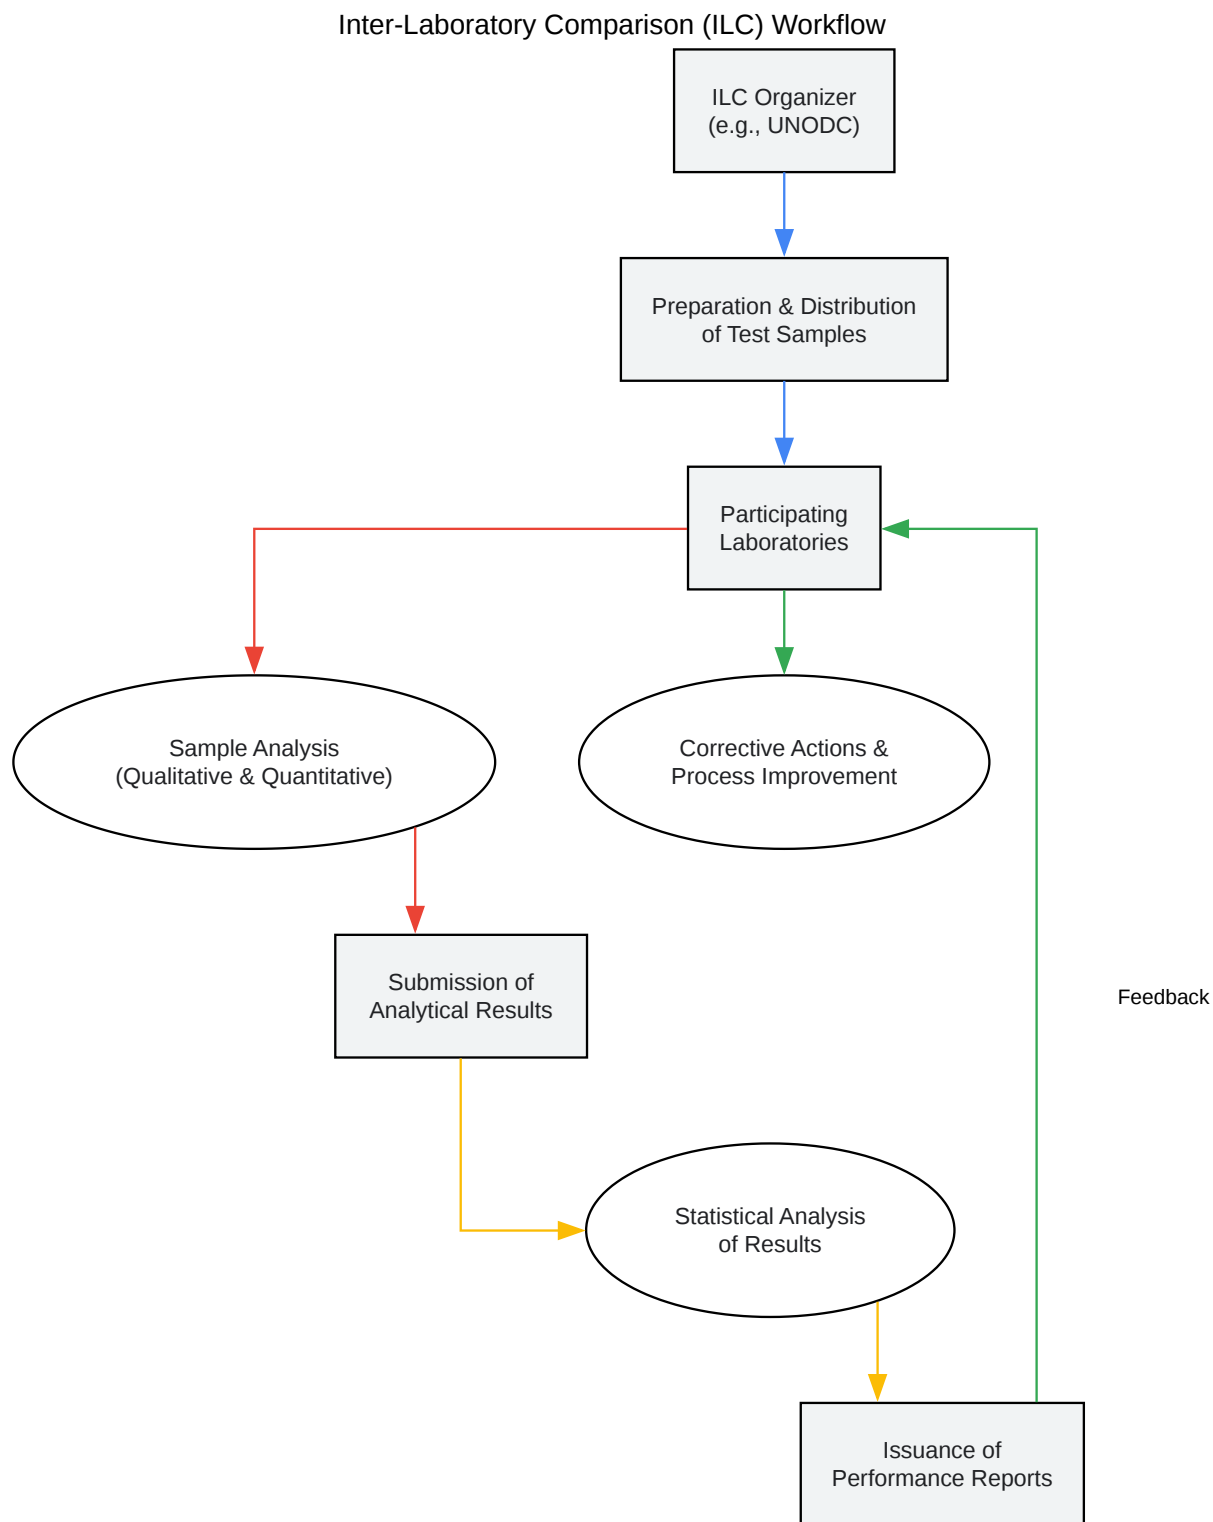 Inter-Laboratory Comparison (ILC) Workflow
ILC Organizer
(e.g., UNODC)
Preparation & Distribution
of Test Samples
Participating
Laboratories
Sample Analysis
(Qualitative & Quantitative)
Corrective Actions &
Process Improvement
Submission of
Analytical Results
Feedback
Statistical Analysis
of Results
Issuance of
Performance Reports